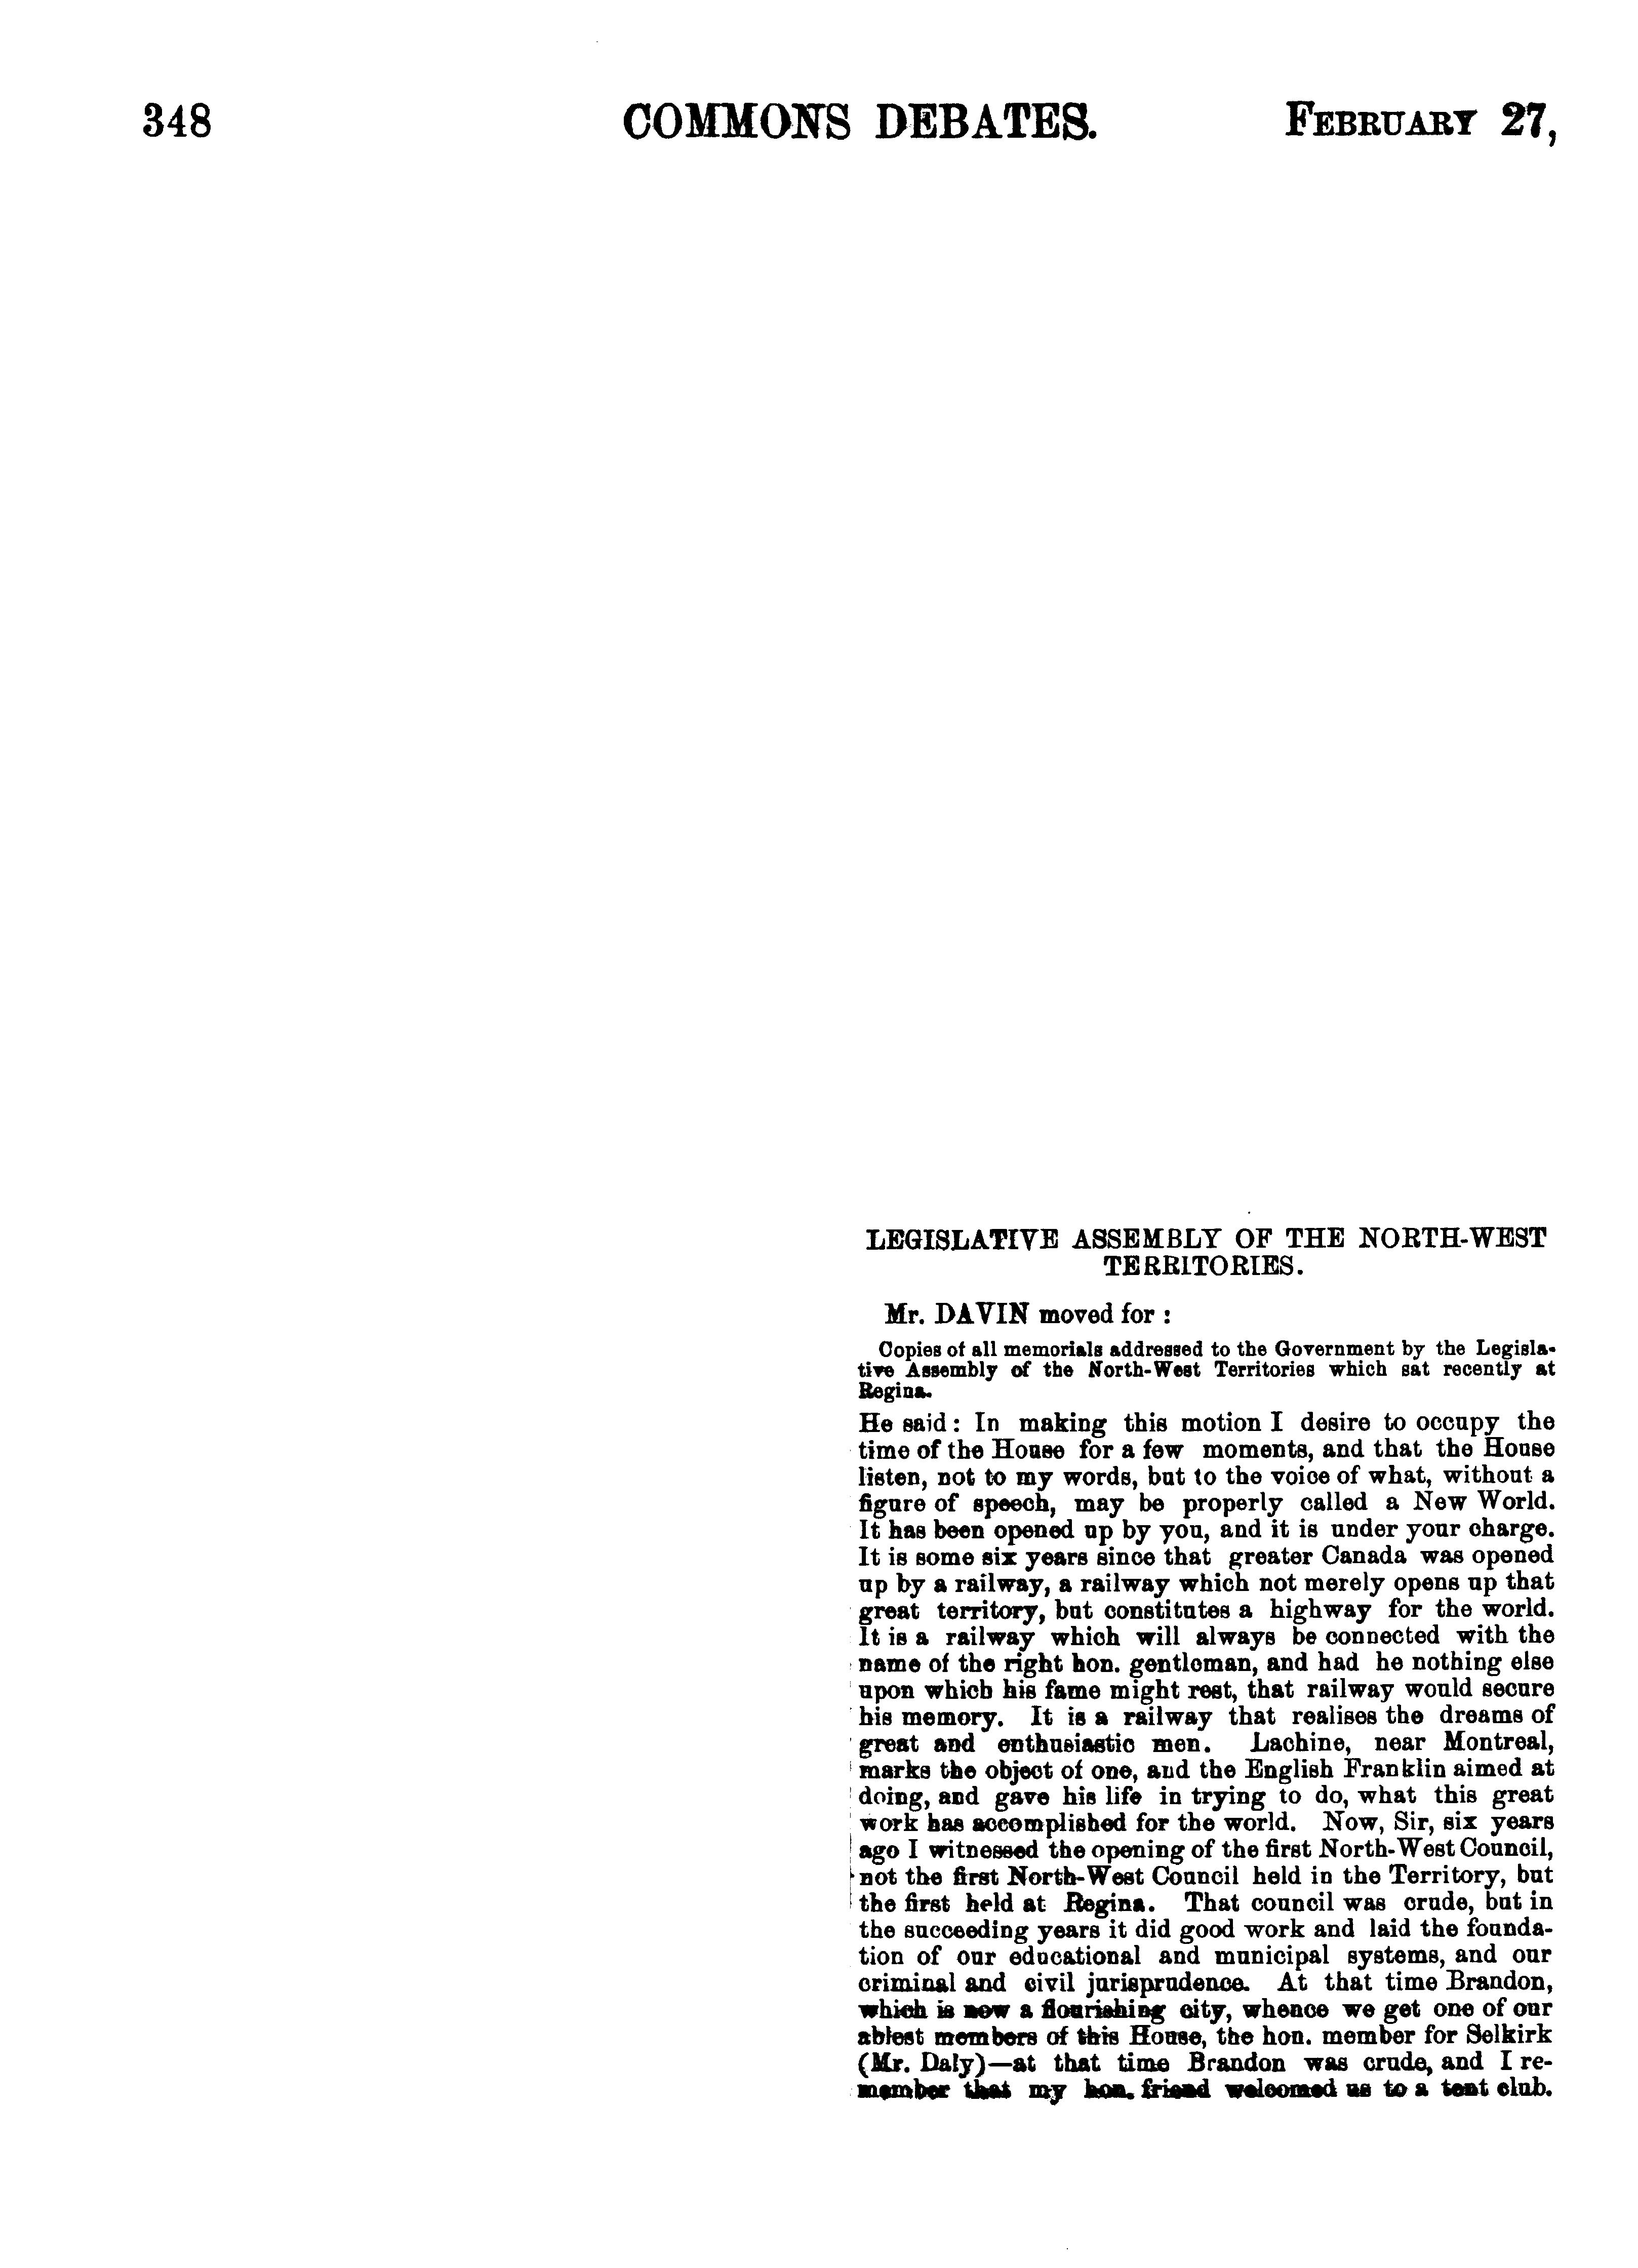 348 COMMONS DEBATES. FEBRUARY 27,
LEGISLATIVE ASSEMBLY OF THE NORTH-WEST
TERRITORIES.
Mr. DAVIN moved for :
Copies of all memorials addressed to the Government by the Legisla-
tive Assembly of the North-West Territories which sat recently at
Regina.
He said : In making this motion I desire to occupy the
time of the House for a few moments, and that the House
listen, not to my words, but to the voice of what, without a
figure of speech, may be properly called a New World.
It has been opened up by you, and it is under your charge.
It is some six years since that greater Canada was opened
up by a railway, a railway which not merely opens up that
great territory, but constitutes a highway for the world.
It is a railway which will always be connected with the
name of the right hon. gentleman, and had he nothing else
upon which his fame might rest, that railway would secure
his memory. It is a railway that realises the dreams of
great and enthusiastic men. Lachine, near Montreal,
marks the object of one, and the English Franklin aimed at
doing, and gave his life in trying to do, what this great
work has accomplished for the world. Now, Sir, six years
ago I witnessed the opening of the first North-West Council,
not the first North-West Council held in the Territory, but
the first held at Regina. That council was crude, but in
the succeeding years it did good work and laid the founda-
tion of our educational and municipal systems, and our
criminal and civil jurisprudence. At that time Brandon,
which is now a flourishing city, whence we get one of our
ablest members of this House, the hon. member for Selkirk
(Mr. Daly)—at that time Brandon was crude, and I re-
member that my hon. friend welcomed us to a tent club.